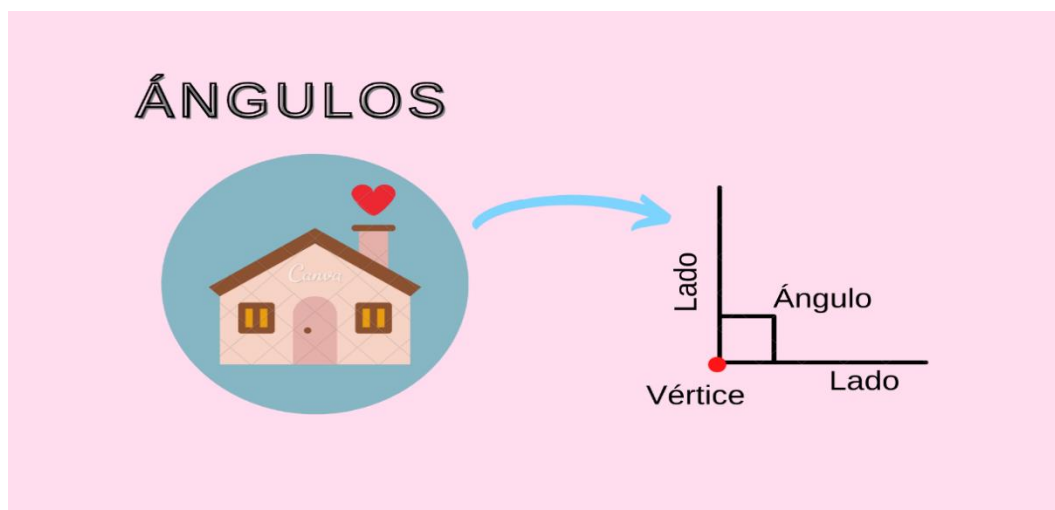 ÁNGULOS
Canva
Lado
Ángulo
Vértice
Lado